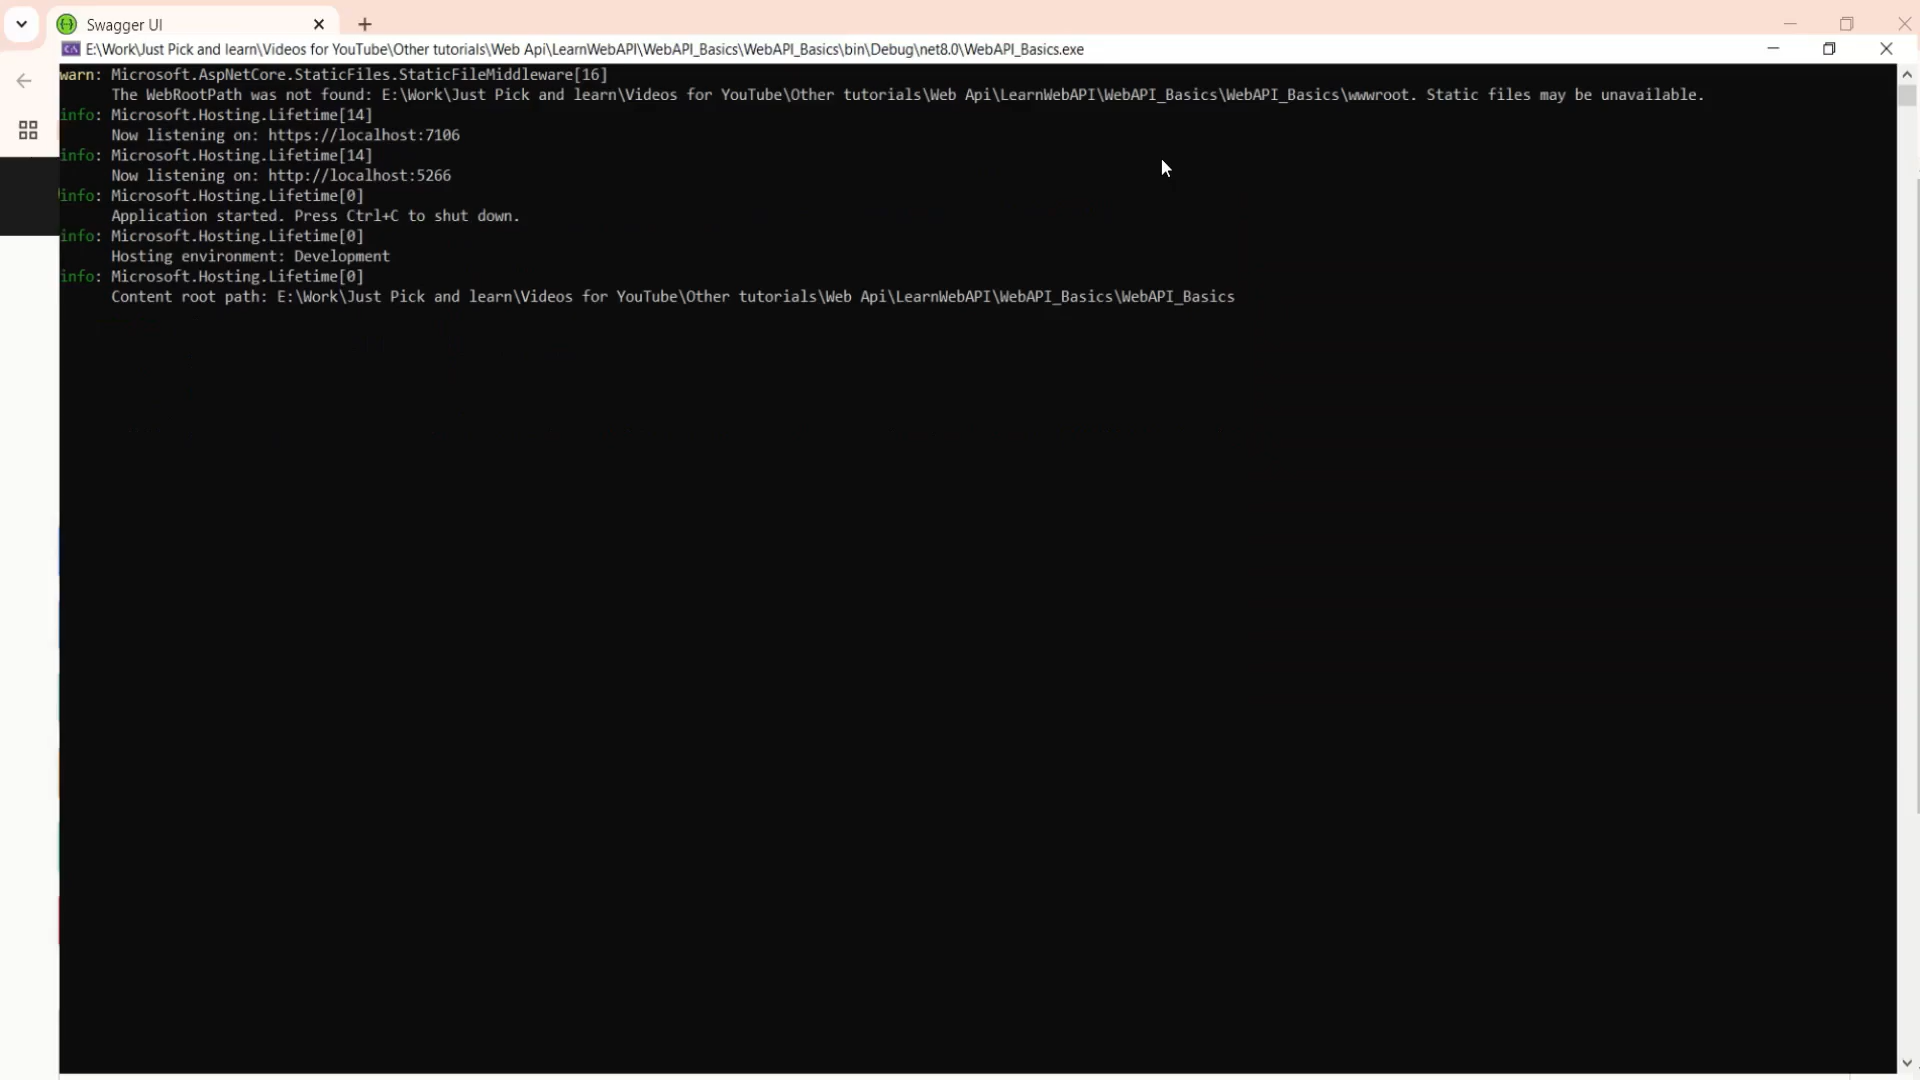 Swagger UI
E:\Work\Just Pick and learn\Videos for YouTube\Other tutorials\Web Api\LearnWebAPI\WebAPI_Basics\WebAPI_Basics\bin\Debug\net8.0\WebAPI_Basics.exe
warn: Microsoft.AspNetCore.StaticFiles.StaticFileMiddleware[16]
The WebRootPath was not found: E:\Work\Just Pick and learn\Videos for YouTube\Other tutorials\Web Api\LearnWebAPI\WebAPI_Basics\WebAPI_Basics\wwwroot. Static files may be unavailable.
info: Microsoft.Hosting.Lifetime[14]
Now listening on: https://localhost:7106
info: Microsoft.Hosting.Lifetime[14]
Now listening on: http://localhost:5266
info: Microsoft.Hosting.Lifetime[0]
Application started. Press Ctrl+C to shut down.
info: Microsoft.Hosting.Lifetime[0]
Hosting environment: Development
info: Microsoft.Hosting.Lifetime[0]
Content root path: E:\Work\Just Pick and learn\Videos for YouTube\Other tutorials\Web Api\LearnWebAPI\WebAPI_Basics\WebAPI_Basics